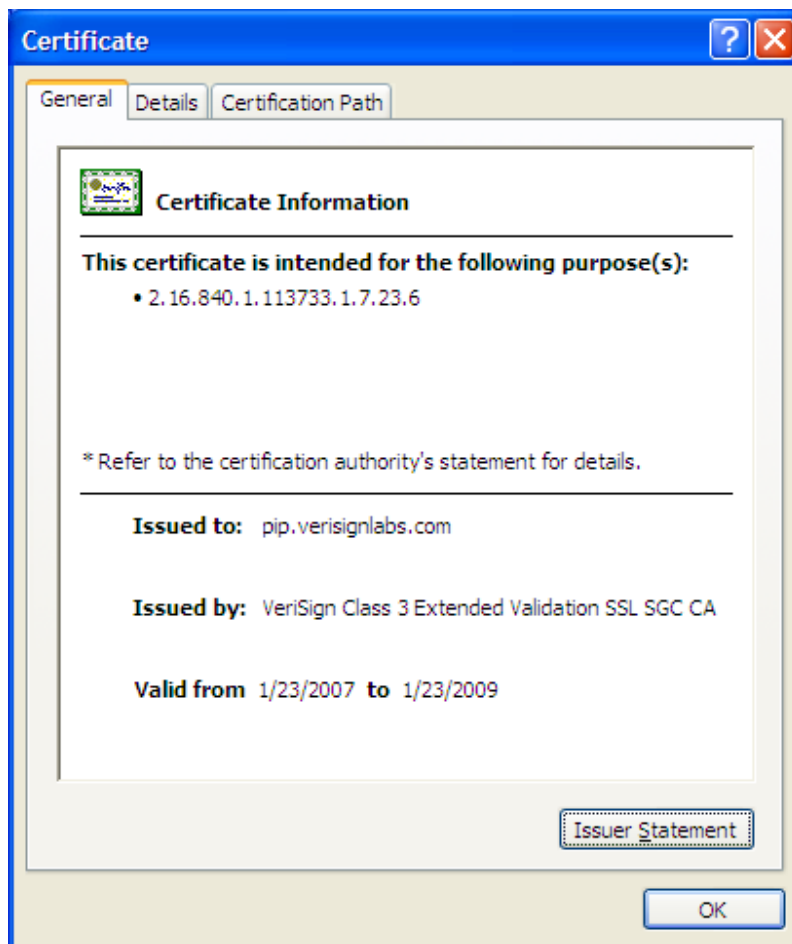 Certificate
General Details Certification Path
Certificate Information
This certificate is intended for the following purpose(s):
• 2.16.840.1.113733.1.7.23.6
* Refer to the certification authority's statement for details.
Issued to: pip.verisignlabs.com
Issued by: VeriSign Class 3 Extended Validation SSL SGC CA
Valid from 1/23/2007 to 1/23/2009
Issuer Statement
OK